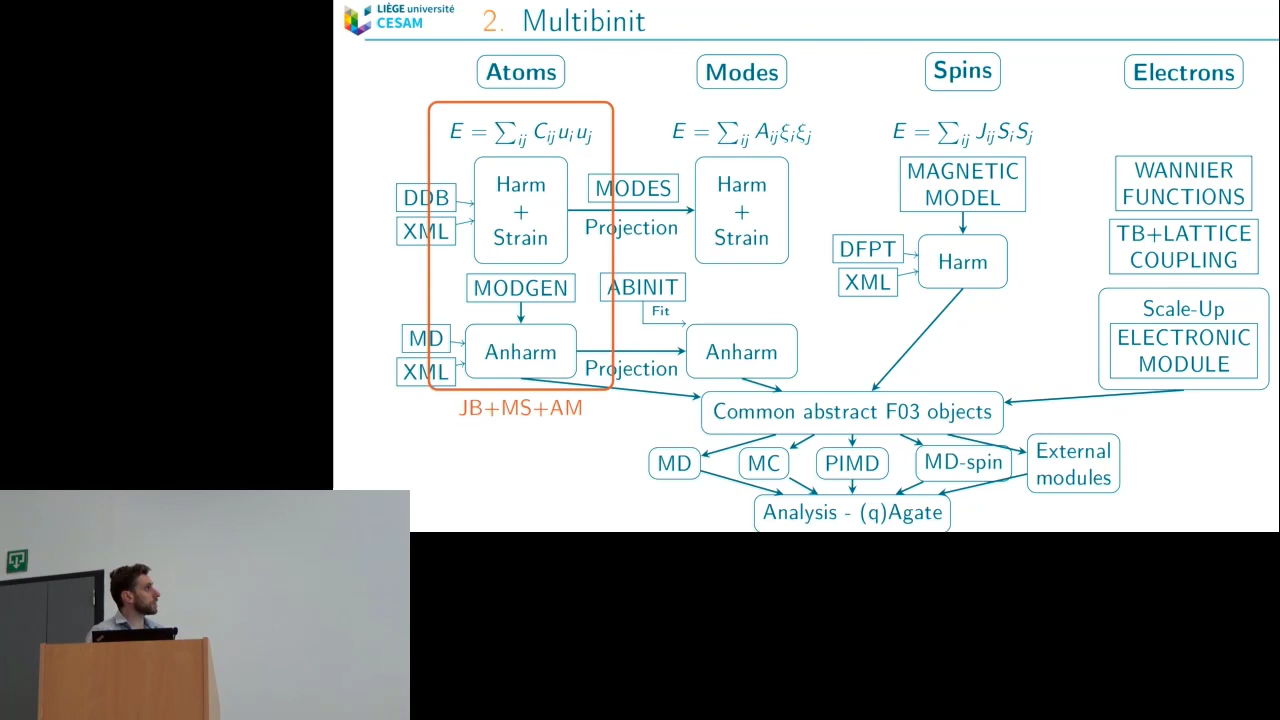 LIÈGE université
CESAM
2. Multibinit
Atoms
Modes
Spins
Electrons
E = ∑ij Cij ui uj
E = ∑ij Aij ξi ξj
E = ∑ij Jij Si Sj
DDB
XML
Harm
+
Strain
MODES
Projection
Harm
+
Strain
MAGNETIC
MODEL
DFPT
XML
Harm
WANNIER
FUNCTIONS
TB+LATTICE
COUPLING
Scale-Up
ELECTRONIC
MODULE
MODGEN
ABINIT
Fit
MD
XML
Anharm
Projection
Anharm
JB+MS+AM
Common abstract F03 objects
MD
MC
PIMD
MD-spin
External
modules
Analysis - (q)Agate